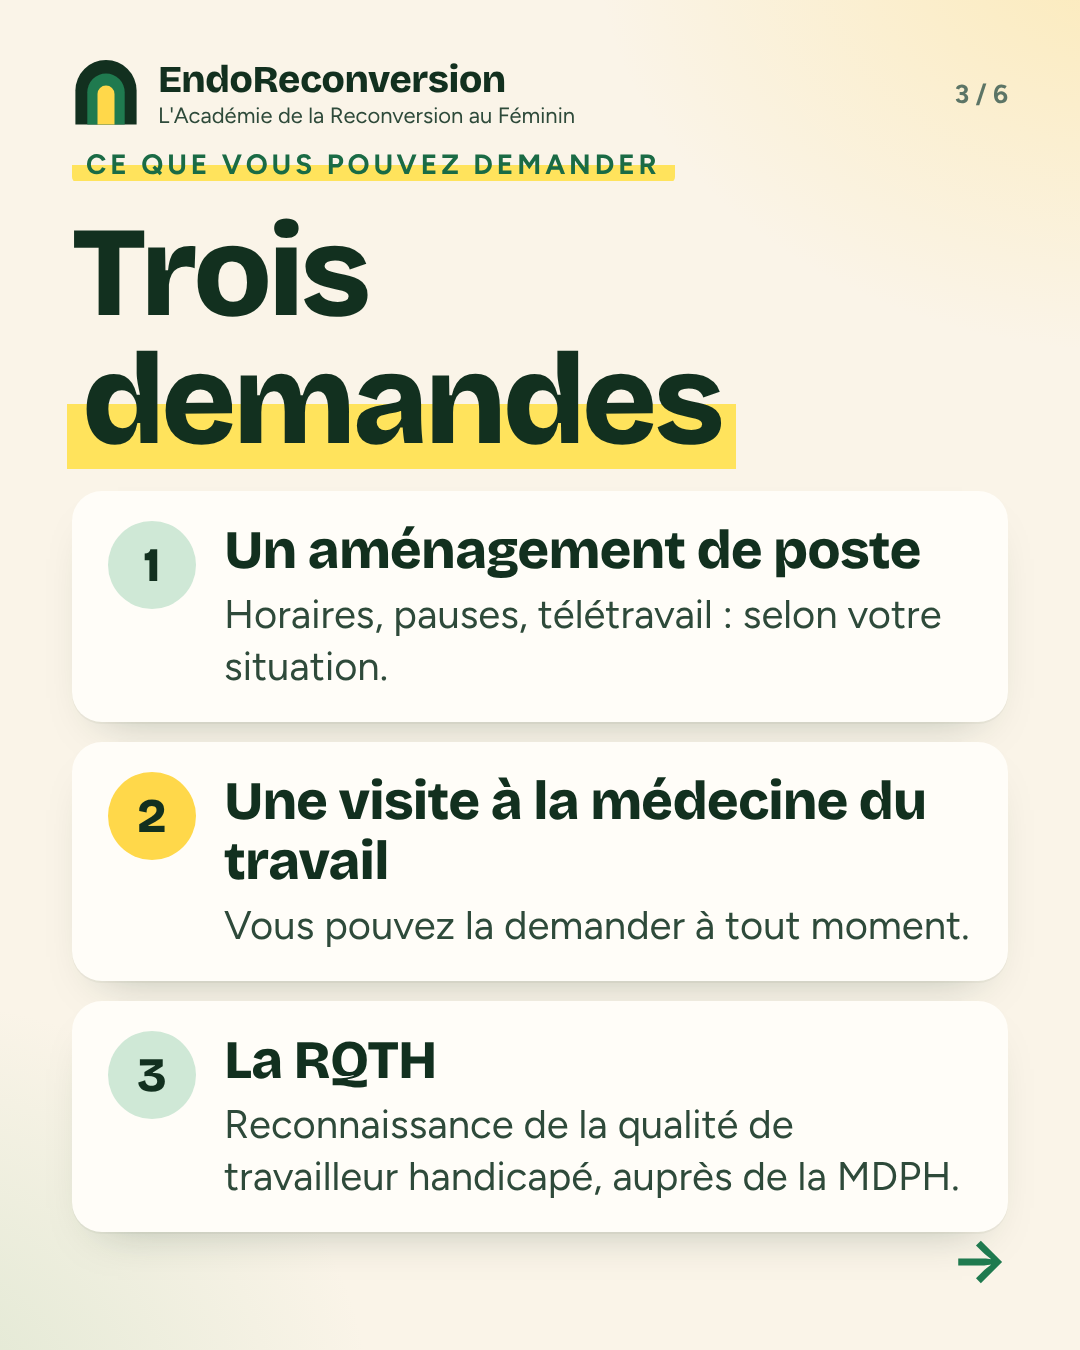 EndoReconversion
L'Académie de la Reconversion au Féminin
3 / 6
CE QUE VOUS POUVEZ DEMANDER
Trois
demandes
1
Un aménagement de poste
Horaires, pauses, télétravail : selon votre
situation.
2
Une visite à la médecine du
travail
Vous pouvez la demander à tout moment.
3
La RQTH
Reconnaissance de la qualité de
travailleur handicapé, auprès de la MDPH.